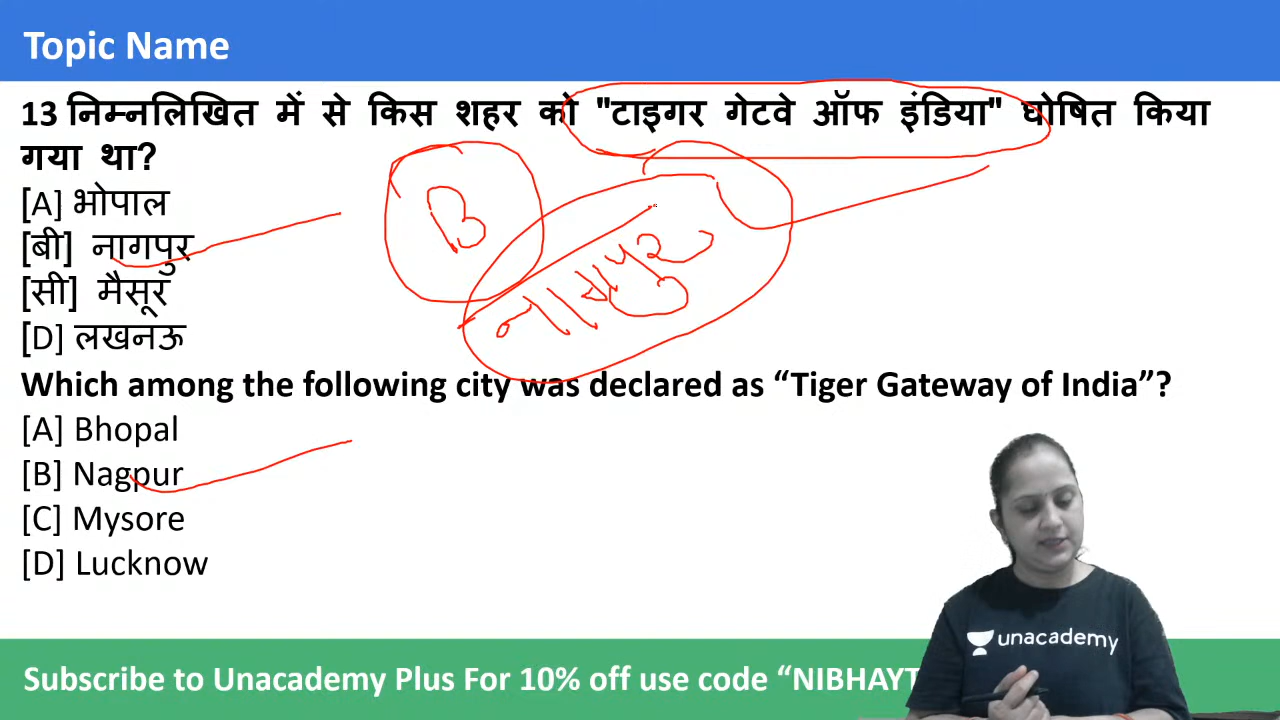 Topic Name
13 निम्नलिखित में से किस शहर को "टाइगर गेटवे ऑफ इंडिया" घोषित किया
गया था?
[A] भोपाल
[बी] नागपुर
[सी] मैसूर
[D] लखनऊ
B
नागपुर
Which among the following city was declared as “Tiger Gateway of India”?
[A] Bhopal
[B] Nagpur
[C] Mysore
[D] Lucknow
unacademy
Subscribe to Unacademy Plus For 10% off use code “NIBHAYT